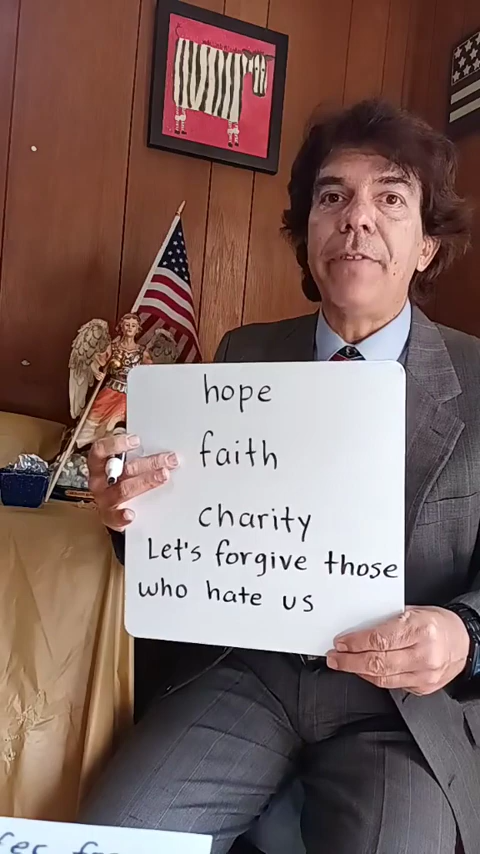 hope
faith
charity
Let's forgive those
who hate us